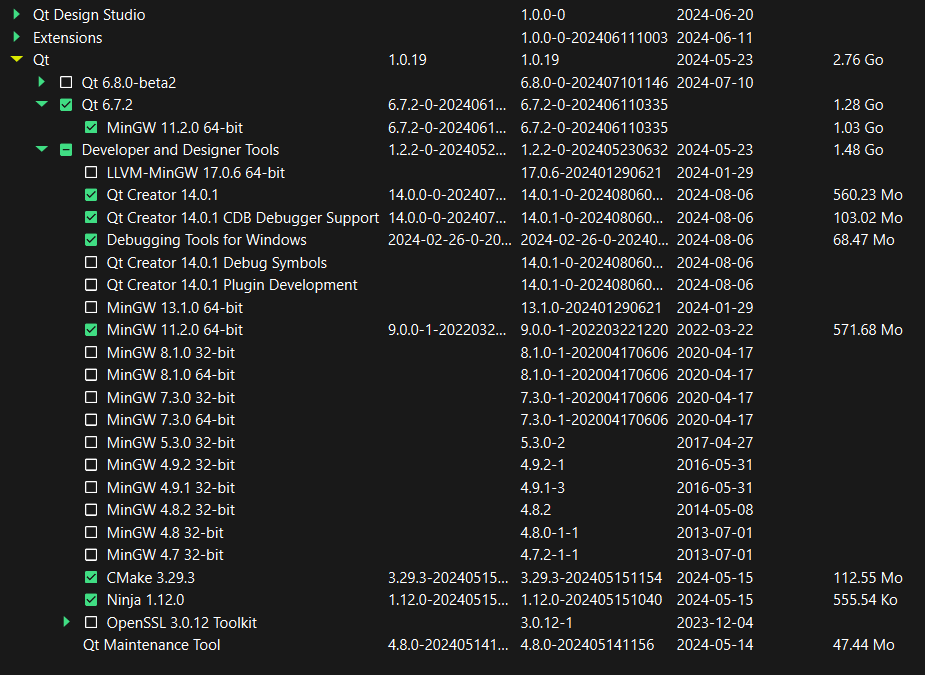 Qt Design Studio 1.0.0-0 2024-06-20
Extensions 1.0.0-0-202406111003 2024-06-11
Qt 1.0.19 1.0.19 2024-05-23 2.76 Go
Qt 6.8.0-beta2 6.8.0-0-202407101146 2024-07-10
Qt 6.7.2 6.7.2-0-2024061... 6.7.2-0-202406110335 1.28 Go
MinGW 11.2.0 64-bit 6.7.2-0-2024061... 6.7.2-0-202406110335 1.03 Go
Developer and Designer Tools 1.2.2-0-2024052... 1.2.2-0-202405230632 2024-05-23 1.48 Go
LLVM-MinGW 17.0.6 64-bit 17.0.6-202401290621 2024-01-29
Qt Creator 14.0.1 14.0.0-0-202407... 14.0.1-0-202408060... 2024-08-06 560.23 Mo
Qt Creator 14.0.1 CDB Debugger Support 14.0.0-0-202407... 14.0.1-0-202408060... 2024-08-06 103.02 Mo
Debugging Tools for Windows 2024-02-26-0-20... 2024-02-26-0-20240... 2024-08-06 68.47 Mo
Qt Creator 14.0.1 Debug Symbols 14.0.1-0-202408060... 2024-08-06
Qt Creator 14.0.1 Plugin Development 14.0.1-0-202408060... 2024-08-06
MinGW 13.1.0 64-bit 13.1.0-202401290621 2024-01-29
MinGW 11.2.0 64-bit 9.0.0-1-2022032... 9.0.0-1-202203221220 2022-03-22 571.68 Mo
MinGW 8.1.0 32-bit 8.1.0-1-202004170606 2020-04-17
MinGW 8.1.0 64-bit 8.1.0-1-202004170606 2020-04-17
MinGW 7.3.0 32-bit 7.3.0-1-202004170606 2020-04-17
MinGW 7.3.0 64-bit 7.3.0-1-202004170606 2020-04-17
MinGW 5.3.0 32-bit 5.3.0-2 2017-04-27
MinGW 4.9.2 32-bit 4.9.2-1 2016-05-31
MinGW 4.9.1 32-bit 4.9.1-3 2016-05-31
MinGW 4.8.2 32-bit 4.8.2 2014-05-08
MinGW 4.8 32-bit 4.8.0-1-1 2013-07-01
MinGW 4.7 32-bit 4.7.2-1-1 2013-07-01
CMake 3.29.3 3.29.3-20240515... 3.29.3-202405151154 2024-05-15 112.55 Mo
Ninja 1.12.0 1.12.0-20240515... 1.12.0-202405151040 2024-05-15 555.54 Ko
OpenSSL 3.0.12 Toolkit 3.0.12-1 2023-12-04
Qt Maintenance Tool 4.8.0-202405141... 4.8.0-202405141156 2024-05-14 47.44 Mo